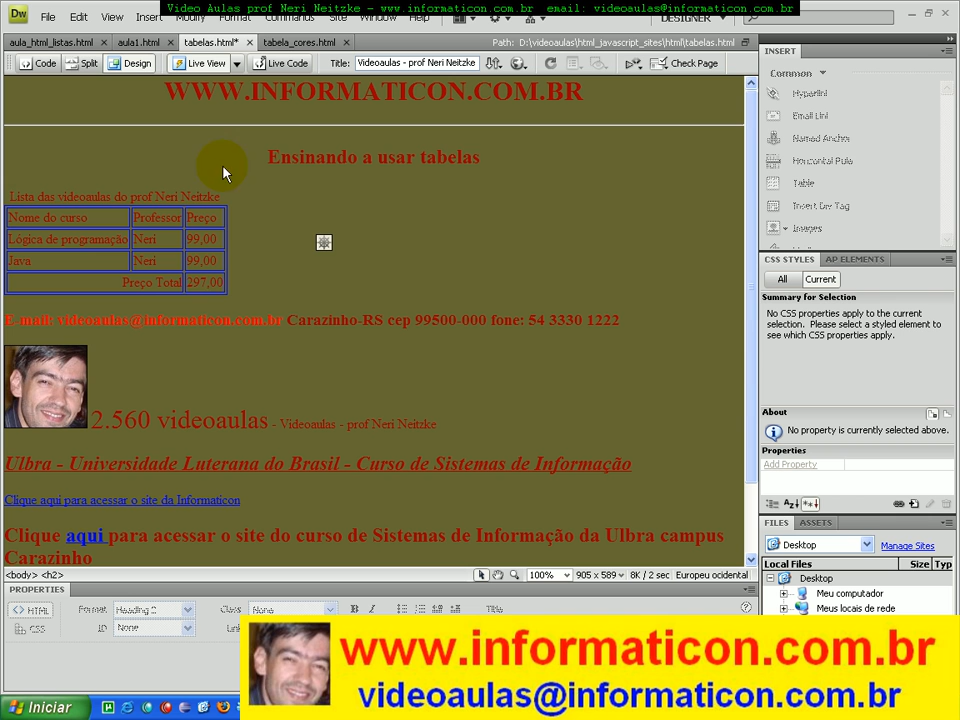 Video Aulas prof Neri Neitzke – www.informaticon.com.br email: videoaulas@informaticon.com.br
Dw File Edit View Insert Modify Format Commands Site Window Help DESIGNER
aula_html_listas.html aula1.html tabelas.html* tabela_cores.html Path: D:\videoaulas\html_javascript_sites\html\tabelas.html
Code Split Design Live View Live Code Title: Videoaulas - prof Neri Neitzke Check Page
WWW.INFORMATICON.COM.BR
Ensinando a usar tabelas
Lista das videoaulas do prof Neri Neitzke
Nome do curso Professor Preço
Lógica de programação Neri 99,00
Java Neri 99,00
Preço Total 297,00
E-mail: videoaulas@informaticon.com.br Carazinho-RS cep 99500-000 fone: 54 3330 1222
2.560 videoaulas - Videoaulas - prof Neri Neitzke
Ulbra - Universidade Luterana do Brasil - Curso de Sistemas de Informação
Clique aqui para acessar o site da Informaticon
Clique aqui para acessar o site do curso de Sistemas de Informação da Ulbra campus
Carazinho
<body> <h2> 100% 905 x 589 8K / 2 sec Europeu ocidental
PROPERTIES
HTML Format Heading 2 Class None B I Title
CSS ID None Link
INSERT
Common
Hyperlink
Email Link
Named Anchor
Horizontal Rule
Table
Insert Div Tag
Images
CSS STYLES AP ELEMENTS
All Current
Summary for Selection
No CSS properties apply to the current
selection. Please select a styled element to
see which CSS properties apply.
About
No property is currently selected above.
Properties
Add Property
FILES ASSETS
Desktop Manage Sites
Local Files Size Typ
Desktop
Meu computador
Meus locais de rede
www.informaticon.com.br
videoaulas@informaticon.com.br
Iniciar